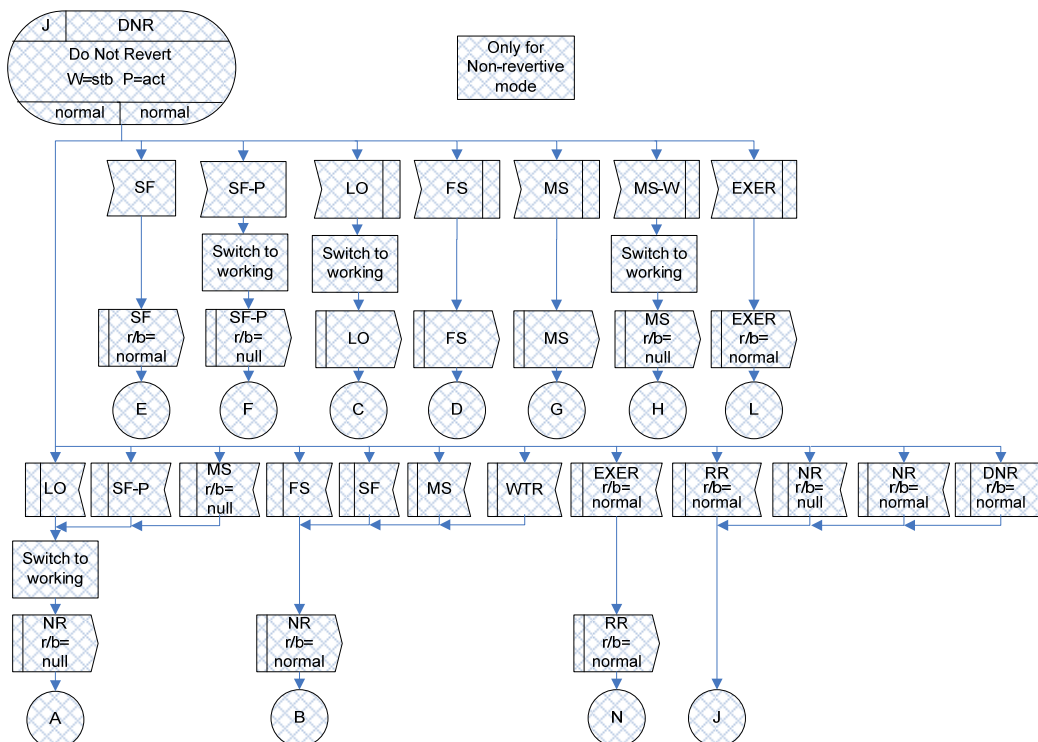 J
DNR
Do Not Revert
W=stb P=act
normal
normal
Only for
Non-revertive
mode
SF
SF-P
LO
FS
MS
MS-W
EXER
Switch to
working
Switch to
working
Switch to
working
SF
r/b=
normal
SF-P
r/b=
null
LO
FS
MS
MS
r/b=
null
EXER
r/b=
normal
E
F
C
D
G
H
L
LO
SF-P
MS
r/b=
null
FS
SF
MS
WTR
EXER
r/b=
normal
RR
r/b=
normal
NR
r/b=
null
NR
r/b=
normal
DNR
r/b=
normal
Switch to
working
NR
r/b=
null
NR
r/b=
normal
RR
r/b=
normal
A
B
N
J